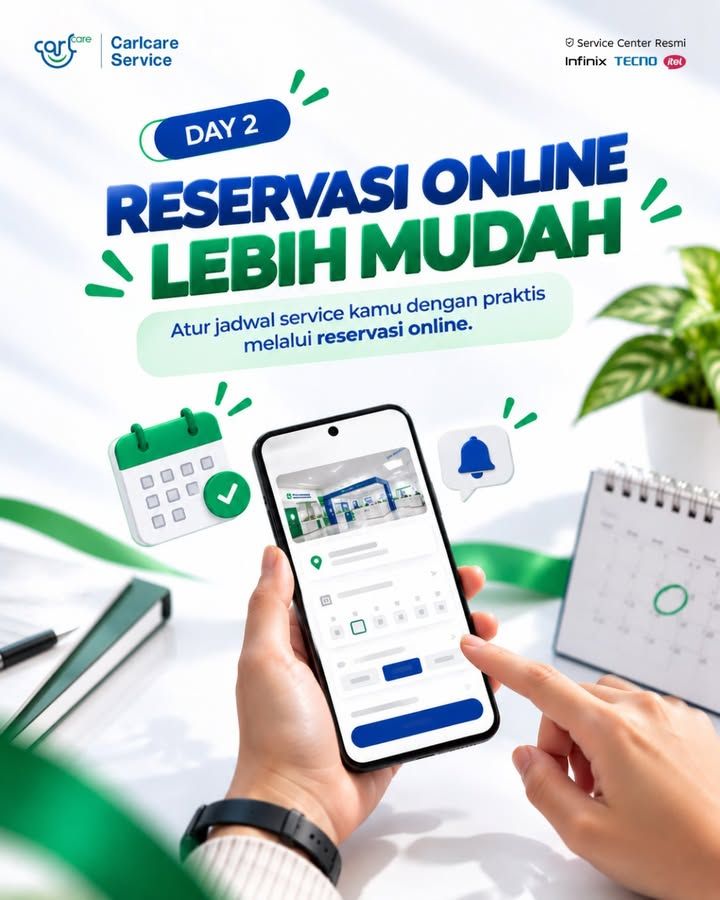 carlcare
Carlcare
Service
Service Center Resmi
Infinix TECNO itel
DAY 2
RESERVASI ONLINE
LEBIH MUDAH
Atur jadwal service kamu dengan praktis
melalui reservasi online.